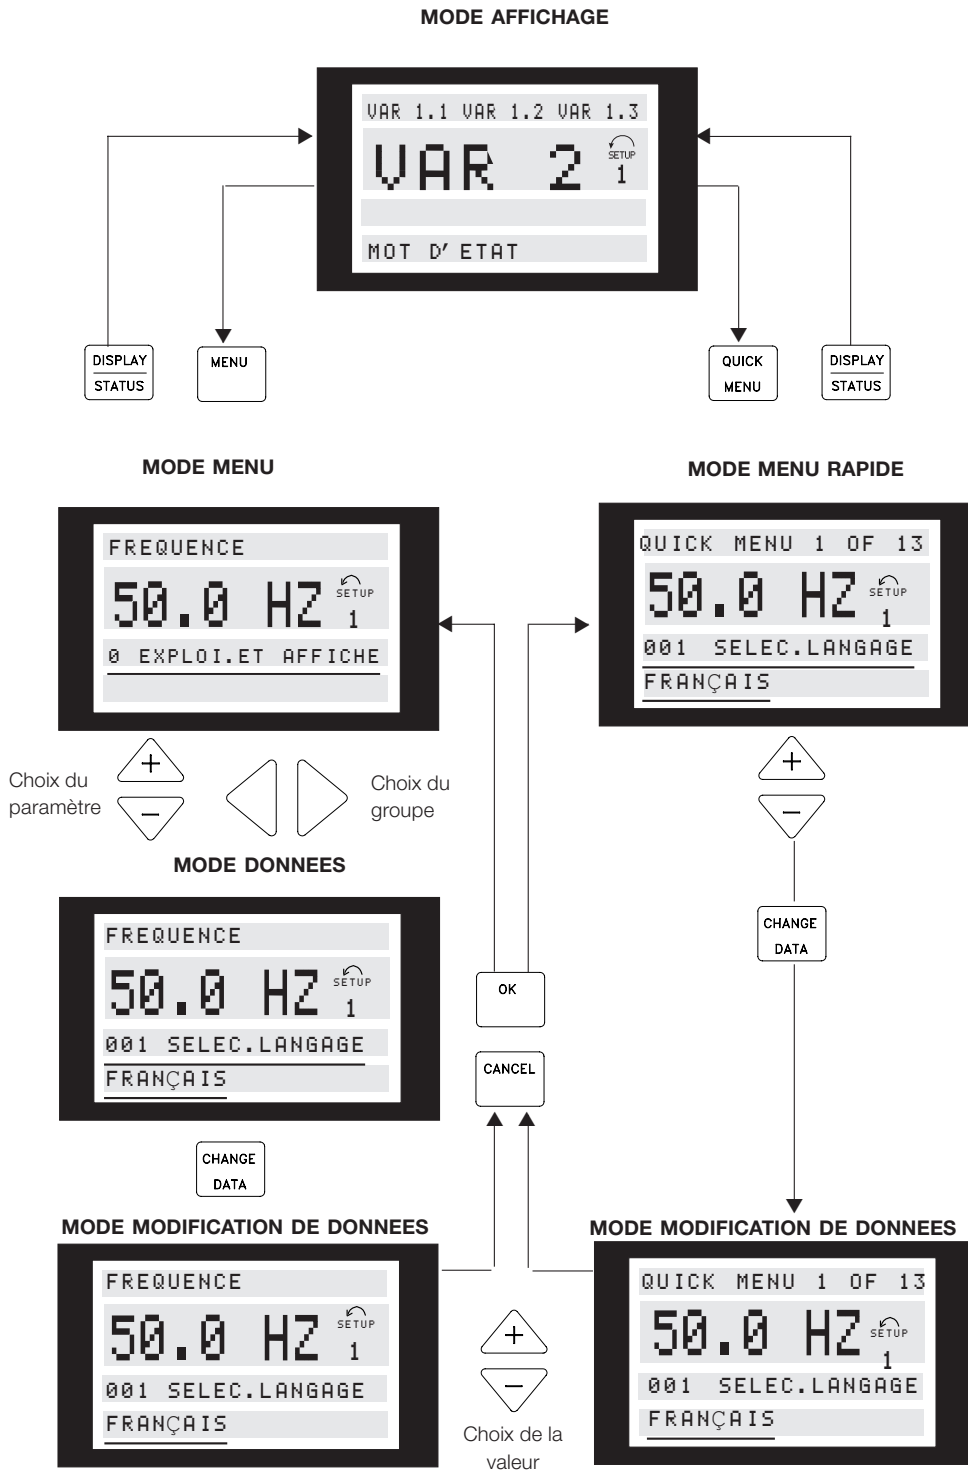 MODE AFFICHAGE
VAR 1.1 VAR 1.2 VAR 1.3
VAR 2
SETUP
1
MOT D'ETAT
DISPLAY
STATUS
MENU
QUICK
MENU
DISPLAY
STATUS
MODE MENU
MODE MENU RAPIDE
FREQUENCE
50.0 HZ
SETUP
1
0 EXPLOI.ET AFFICHE
QUICK MENU 1 OF 13
50.0 HZ
SETUP
1
001 SELEC.LANGAGE
FRANÇAIS
Choix du
paramètre
+
-
Choix du
groupe
+
-
MODE DONNEES
FREQUENCE
50.0 HZ
SETUP
1
001 SELEC.LANGAGE
FRANÇAIS
CHANGE
DATA
OK
CANCEL
CHANGE
DATA
MODE MODIFICATION DE DONNEES
MODE MODIFICATION DE DONNEES
FREQUENCE
50.0 HZ
SETUP
1
001 SELEC.LANGAGE
FRANÇAIS
+
-
Choix de la
valeur
QUICK MENU 1 OF 13
50.0 HZ
SETUP
1
001 SELEC.LANGAGE
FRANÇAIS